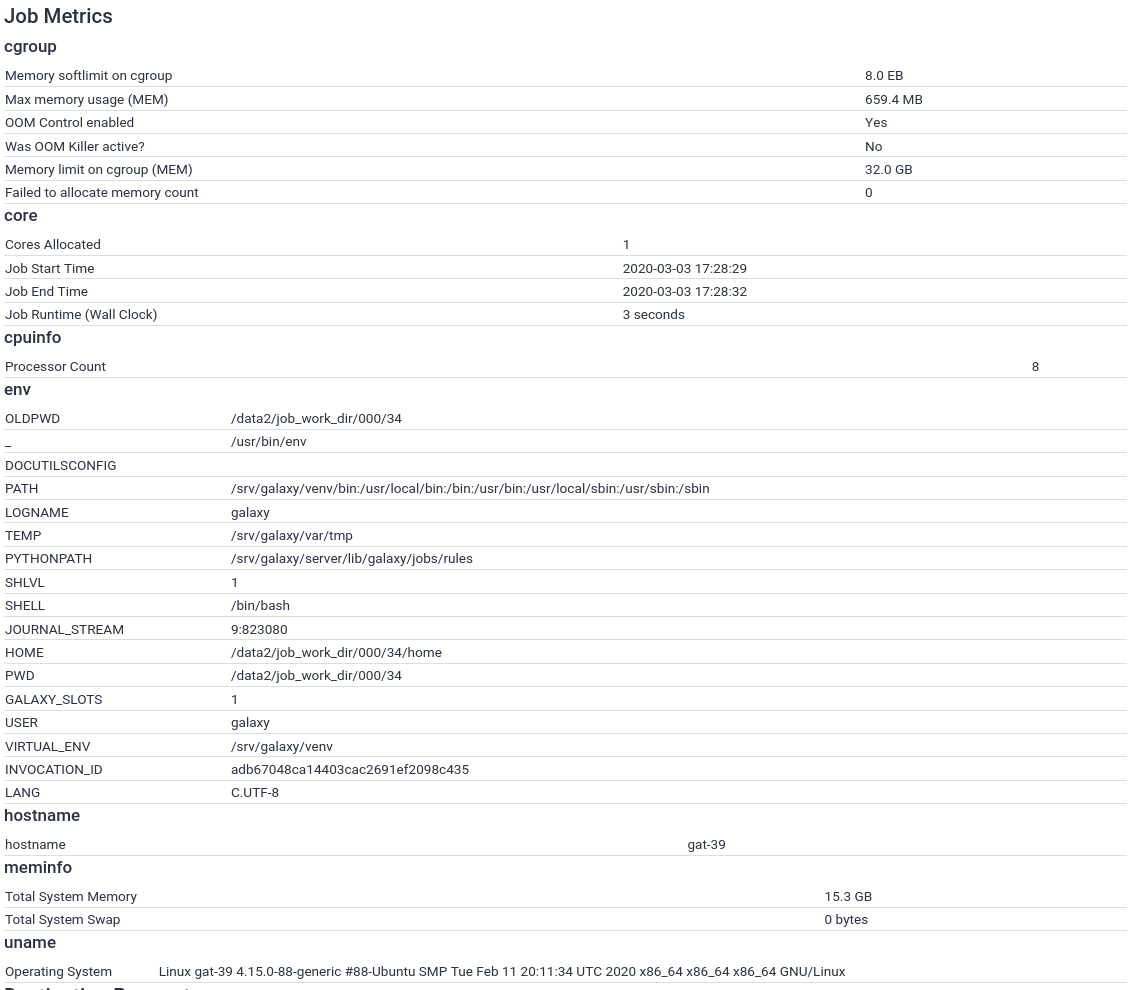 Job Metrics
cgroup
Memory softlimit on cgroup 8.0 EB
Max memory usage (MEM) 659.4 MB
OOM Control enabled Yes
Was OOM Killer active? No
Memory limit on cgroup (MEM) 32.0 GB
Failed to allocate memory count 0
core
Cores Allocated 1
Job Start Time 2020-03-03 17:28:29
Job End Time 2020-03-03 17:28:32
Job Runtime (Wall Clock) 3 seconds
cpuinfo
Processor Count 8
env
OLDPWD /data2/job_work_dir/000/34
_ /usr/bin/env
DOCUTILSCONFIG
PATH /srv/galaxy/venv/bin:/usr/local/bin:/bin:/usr/bin:/usr/local/sbin:/usr/sbin:/sbin
LOGNAME galaxy
TEMP /srv/galaxy/var/tmp
PYTHONPATH /srv/galaxy/server/lib/galaxy/jobs/rules
SHLVL 1
SHELL /bin/bash
JOURNAL_STREAM 9:823080
HOME /data2/job_work_dir/000/34/home
PWD /data2/job_work_dir/000/34
GALAXY_SLOTS 1
USER galaxy
VIRTUAL_ENV /srv/galaxy/venv
INVOCATION_ID adb67048ca14403cac2691ef2098c435
LANG C.UTF-8
hostname
hostname gat-39
meminfo
Total System Memory 15.3 GB
Total System Swap 0 bytes
uname
Operating System Linux gat-39 4.15.0-88-generic #88-Ubuntu SMP Tue Feb 11 20:11:34 UTC 2020 x86_64 x86_64 x86_64 GNU/Linux